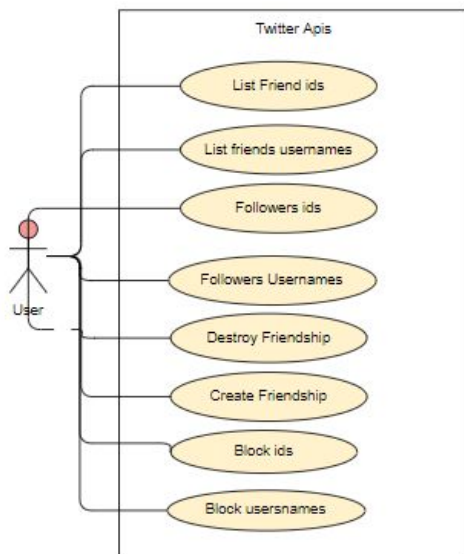 Twitter Apis
List Friend ids
List friends usernames
Followers ids
User
Followers Usernames
Destroy Friendship
Create Friendship
Block ids
Block usersnames